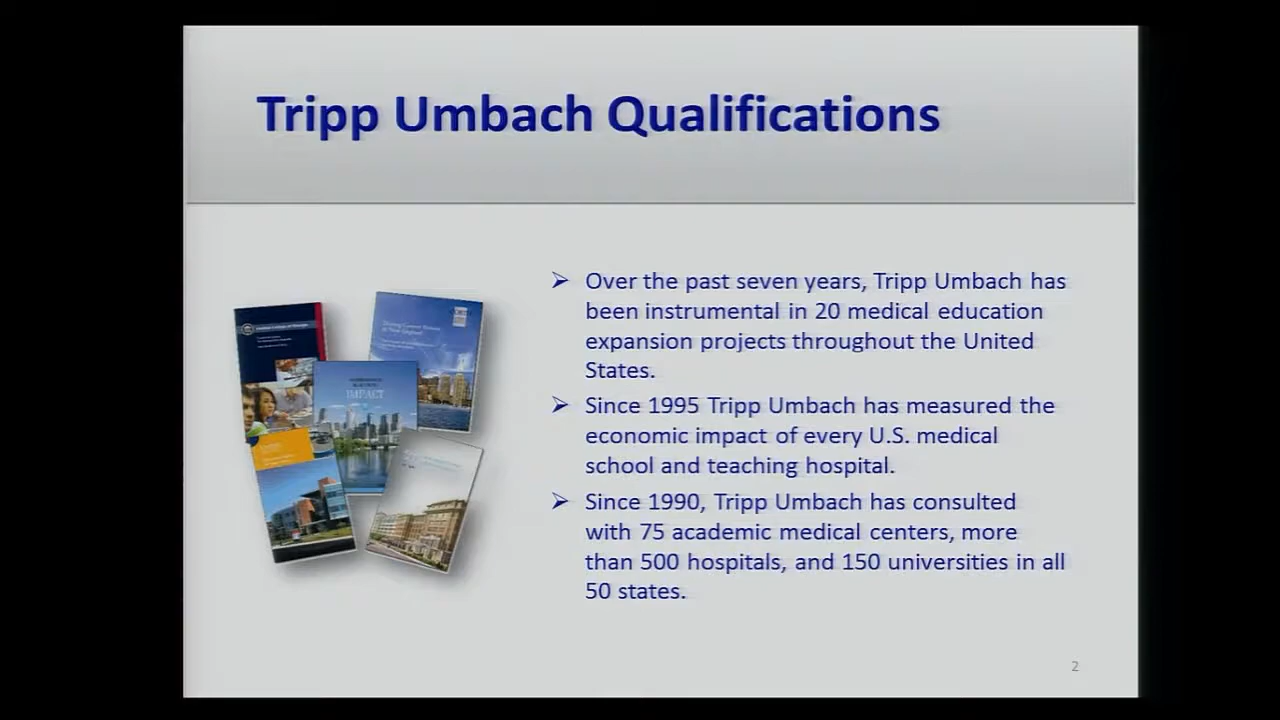 Tripp Umbach Qualifications
➢ Over the past seven years, Tripp Umbach has
been instrumental in 20 medical education
expansion projects throughout the United
States.
➢ Since 1995 Tripp Umbach has measured the
economic impact of every U.S. medical
school and teaching hospital.
➢ Since 1990, Tripp Umbach has consulted
with 75 academic medical centers, more
than 500 hospitals, and 150 universities in all
50 states.
IMPACT
2